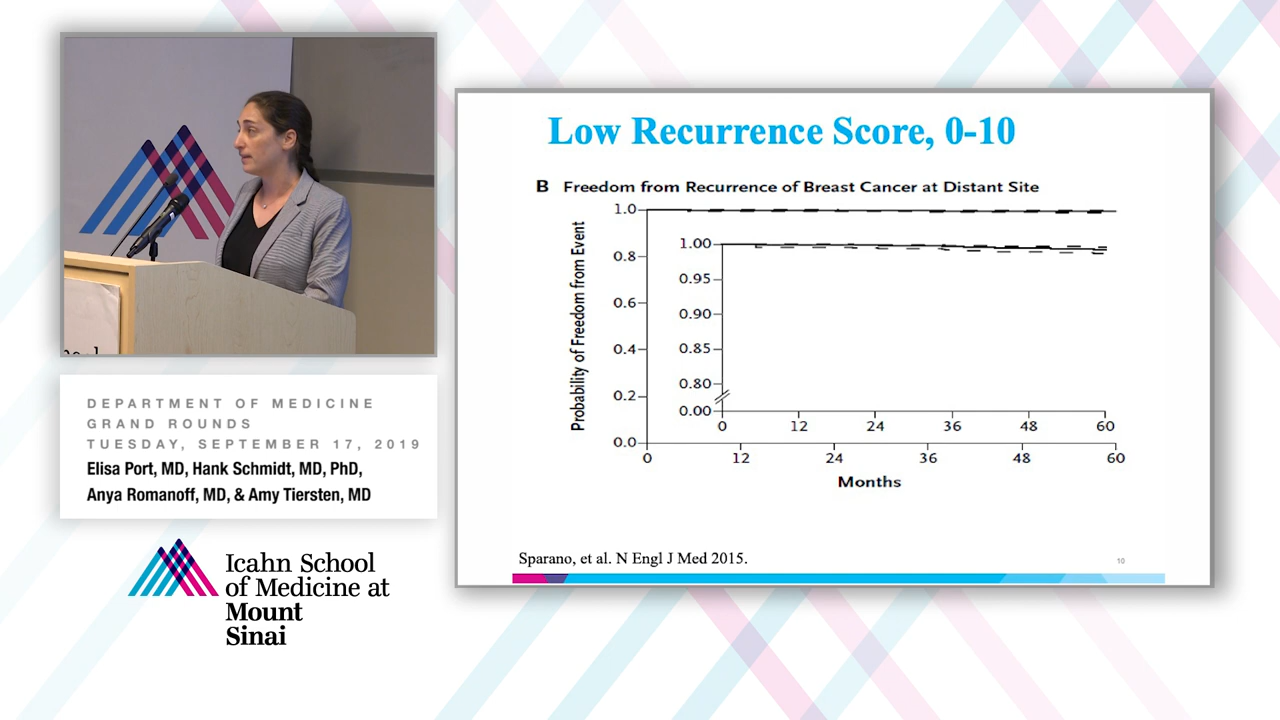 DEPARTMENT OF MEDICINE
GRAND ROUNDS
TUESDAY, SEPTEMBER 17, 2019
Elisa Port, MD, Hank Schmidt, MD, PhD,
Anya Romanoff, MD, & Amy Tiersten, MD
Icahn School
of Medicine at
Mount
Sinai
Low Recurrence Score, 0-10
B Freedom from Recurrence of Breast Cancer at Distant Site
Probability of Freedom from Event
1.0
0.8
0.6
0.4
0.2
0.0
1.00
0.95
0.90
0.85
0.80
0.00
0 12 24 36 48 60
0 12 24 36 48 60
Months
Sparano, et al. N Engl J Med 2015.
10